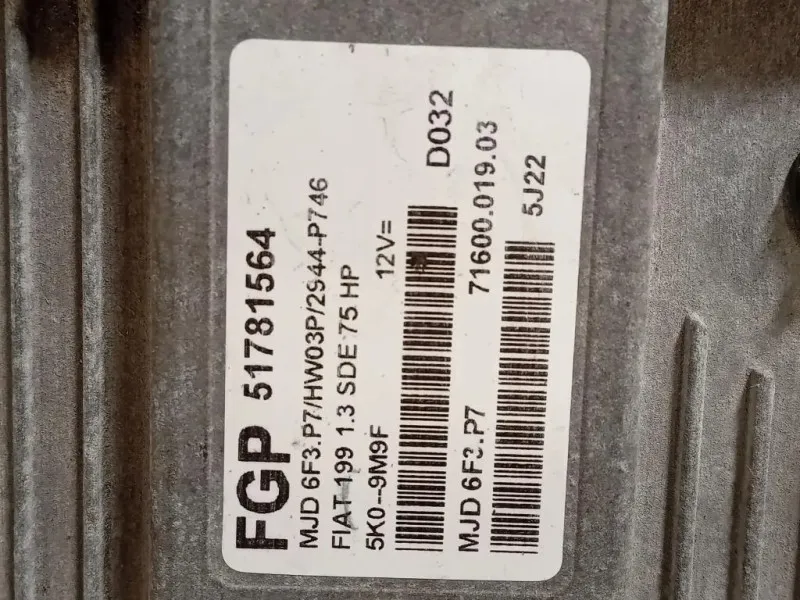 FGP 51781564
MJD 6F3.P7/HW03P/2944-P746
FIAT 199 1.3 SDE 75 HP
5K0--9M9F 12V=
D032
MJD 6F3.P7 71600.019.03
5J22